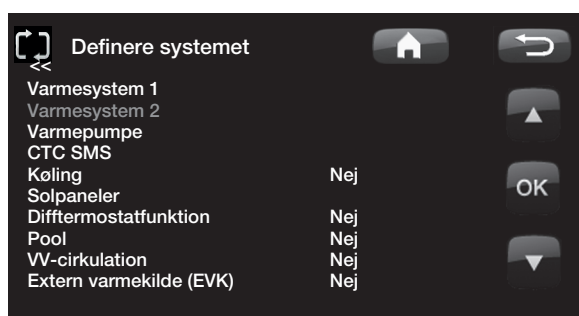 Definere systemet
<<
Varmesystem 1
Varmesystem 2
Varmepumpe
CTC SMS
Køling Nej
Solpaneler
Difftermostatfunktion Nej
Pool Nej
VV-cirkulation Nej
Extern varmekilde (EVK) Nej
OK